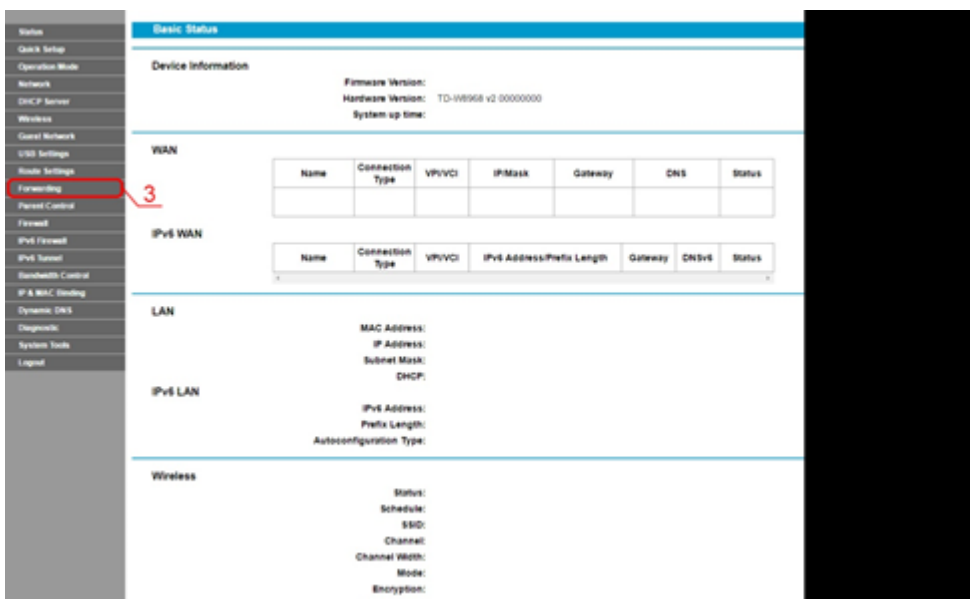 Status
Quick Setup
Operation Mode
Network
DHCP Server
Wireless
Guest Network
USB Settings
Route Settings
Forwarding
Parent Control
Firewall
IPv6 Firewall
IPv6 Tunnel
Bandwidth Control
IP & MAC Binding
Dynamic DNS
Diagnostic
System Tools
Logout
3
Basic Status
Device Information
Firmware Version:
Hardware Version: TD-W8968 v2 00000000
System up time:
WAN
Name Connection Type VPI/VCI IP/Mask Gateway DNS Status
IPv6 WAN
Name Connection Type VPI/VCI IPv6 Address/Prefix Length Gateway DNSv6 Status
LAN
MAC Address:
IP Address:
Subnet Mask:
DHCP:
IPv6 LAN
IPv6 Address:
Prefix Length:
Autoconfiguration Type:
Wireless
Status:
Schedule:
SSID:
Channel:
Channel Width:
Mode:
Encryption: